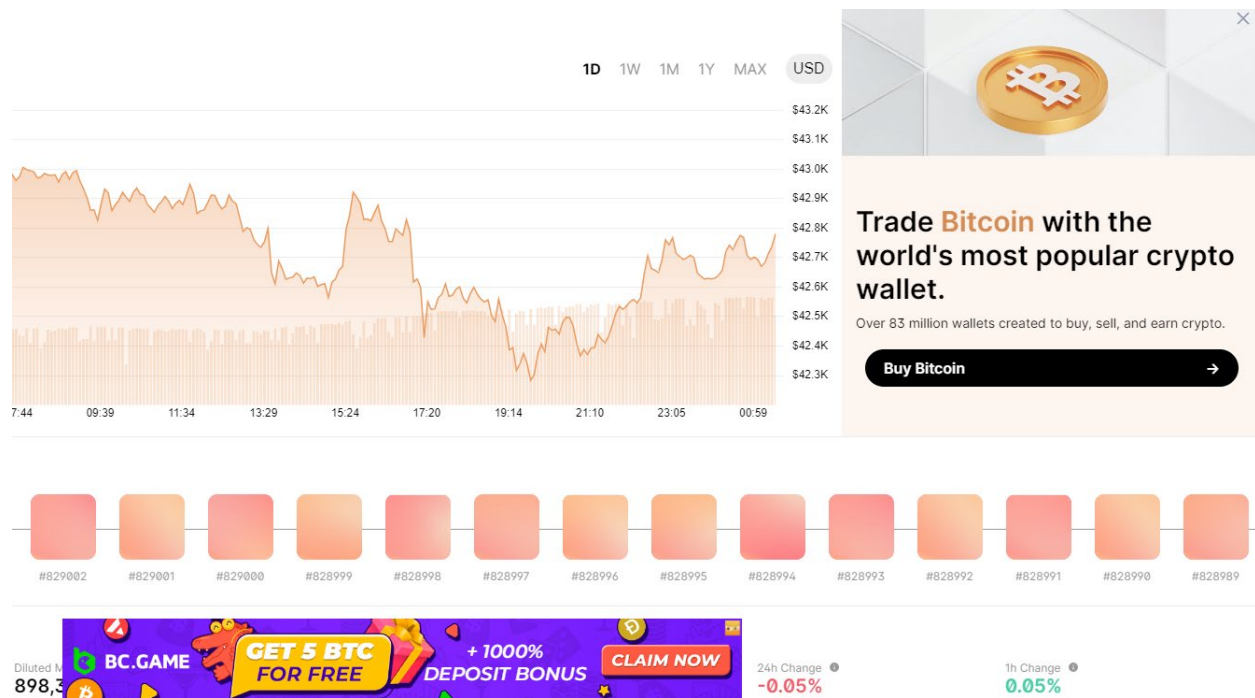 1D 1W 1M 1Y MAX USD
$43.2K
$43.1K
$43.0K
$42.9K
$42.8K
$42.7K
$42.6K
$42.5K
$42.4K
$42.3K
7:44 09:39 11:34 13:29 15:24 17:20 19:14 21:10 23:05 00:59
Trade Bitcoin with the
world's most popular crypto
wallet.
Over 83 million wallets created to buy, sell, and earn crypto.
Buy Bitcoin →
#829002 #829001 #829000 #828999 #828998 #828997 #828996 #828995 #828994 #828993 #828992 #828991 #828990 #828989
Diluted M
898,3
BC.GAME
GET 5 BTC
FOR FREE
+ 1000%
DEPOSIT BONUS
CLAIM NOW
24h Change
-0.05%
1h Change
0.05%